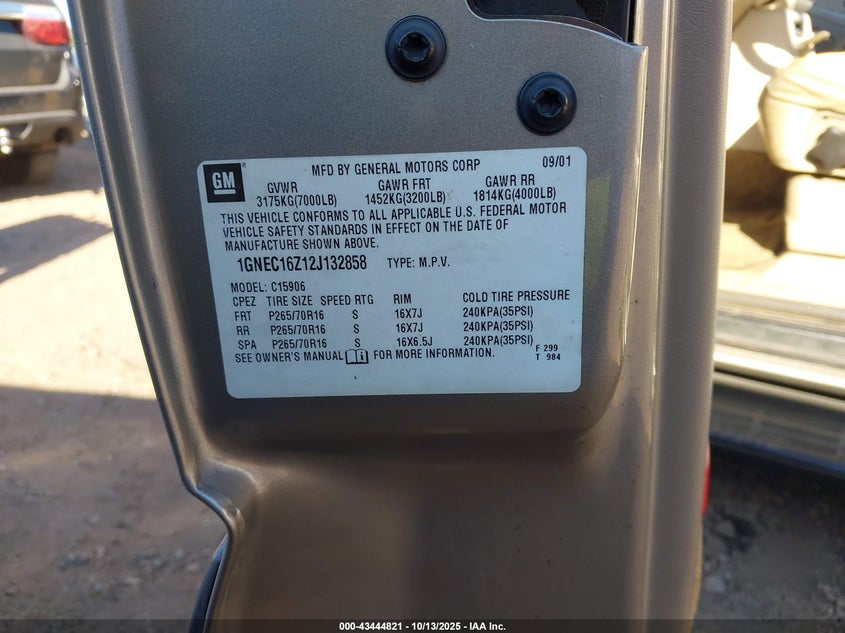 GM
MFD BY GENERAL MOTORS CORP 09/01
GVWR GAWR FRT GAWR RR
3175KG(7000LB) 1452KG(3200LB) 1814KG(4000LB)
THIS VEHICLE CONFORMS TO ALL APPLICABLE U.S. FEDERAL MOTOR
VEHICLE SAFETY STANDARDS IN EFFECT ON THE DATE OF
MANUFACTURE SHOWN ABOVE.
1GNEC16Z12J132858 TYPE: M.P.V.
MODEL: C15906
CPEZ TIRE SIZE SPEED RTG RIM COLD TIRE PRESSURE
FRT P265/70R16 S 16X7J 240KPA(35PSI)
RR P265/70R16 S 16X7J 240KPA(35PSI)
SPA P265/70R16 S 16X6.5J 240KPA(35PSI)
SEE OWNER'S MANUAL FOR MORE INFORMATION.
F 299
T 984
000-43444821 | 10/13/2025 - IAA Inc.